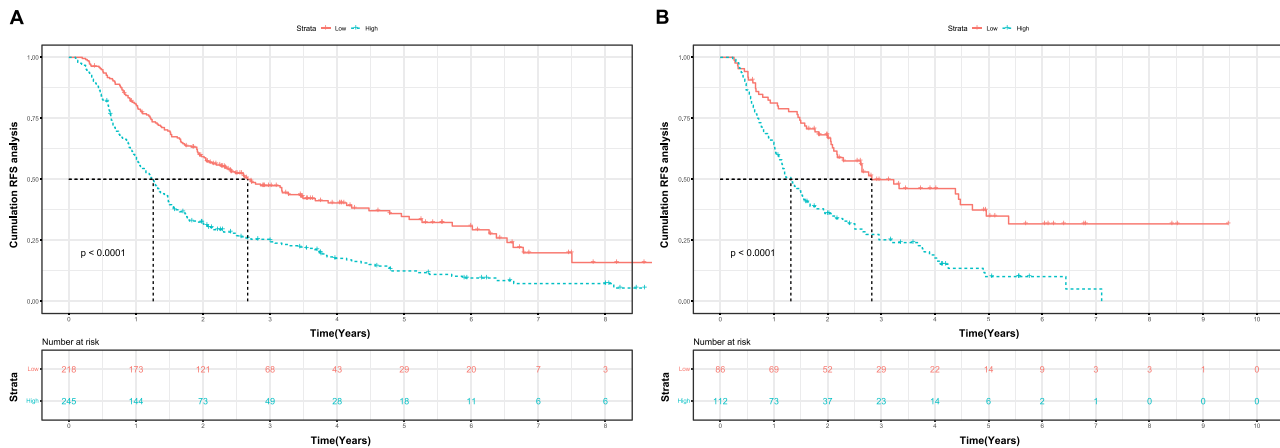 A
Strata Low High
Cumulation RFS analysis
1.00
0.75
0.50
0.25
0.00
p < 0.0001
0 1 2 3 4 5 6 7 8
Time(Years)
Number at risk
Strata
Low 218 173 121 68 43 29 20 7 3
High 245 144 73 49 28 18 11 6 6
0 1 2 3 4 5 6 7 8
Time(Years)
B
Strata Low High
Cumulation RFS analysis
1.00
0.75
0.50
0.25
0.00
p < 0.0001
0 1 2 3 4 5 6 7 8 9 10
Time(Years)
Number at risk
Strata
Low 86 69 52 29 22 14 9 3 3 1 0
High 112 73 37 23 14 6 2 1 0 0 0
0 1 2 3 4 5 6 7 8 9 10
Time(Years)